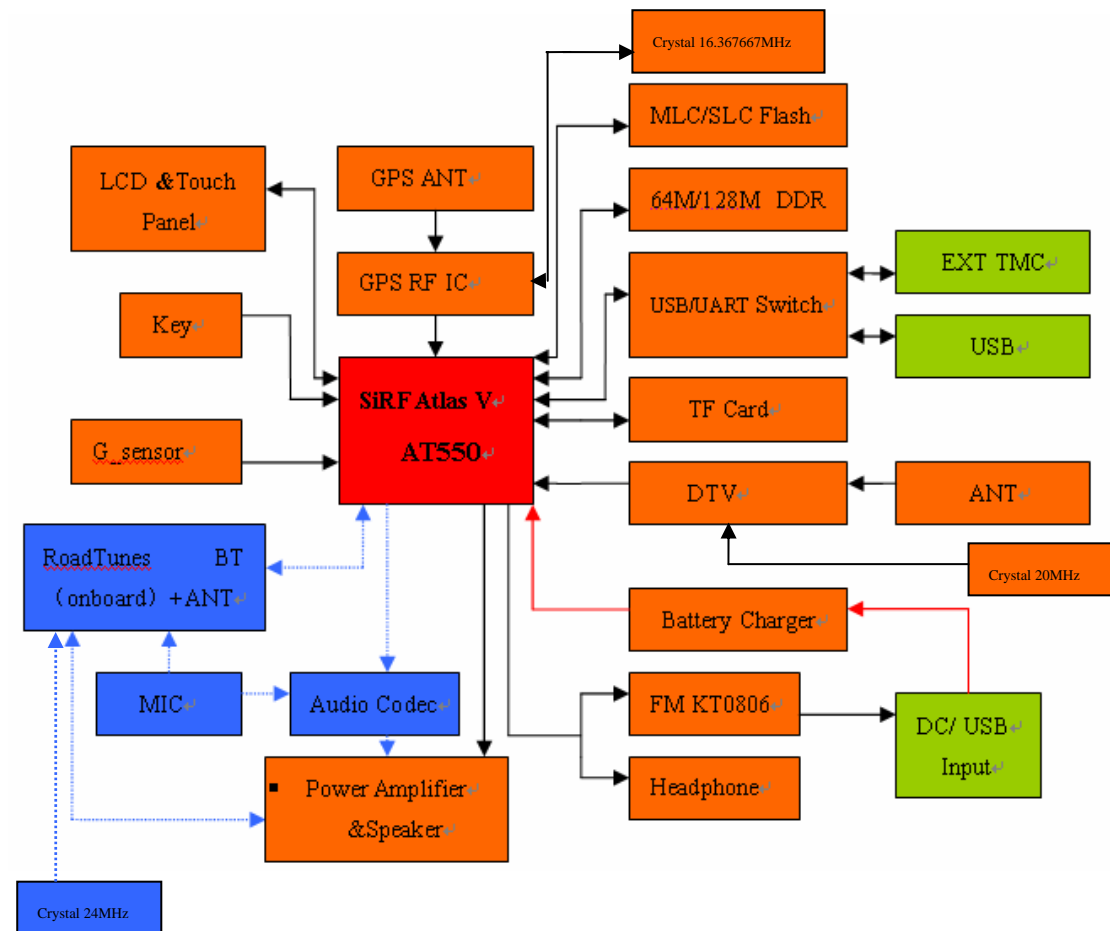 Crystal 16.367667MHz
MLC/SLC Flash
LCD &Touch
Panel
GPS ANT
64M/128M DDR
EXT TMC
GPS RF IC
USB/UART Switch
Key
USB
SiRF Atlas V
AT550
TF Card
G_sensor
DTV
ANT
RoadTunes BT
(onboard) +ANT
Crystal 20MHz
Battery Charger
MIC
Audio Codec
FM KT0806
DC/ USB
Input
Power Amplifier
&Speaker
Headphone
Crystal 24MHz